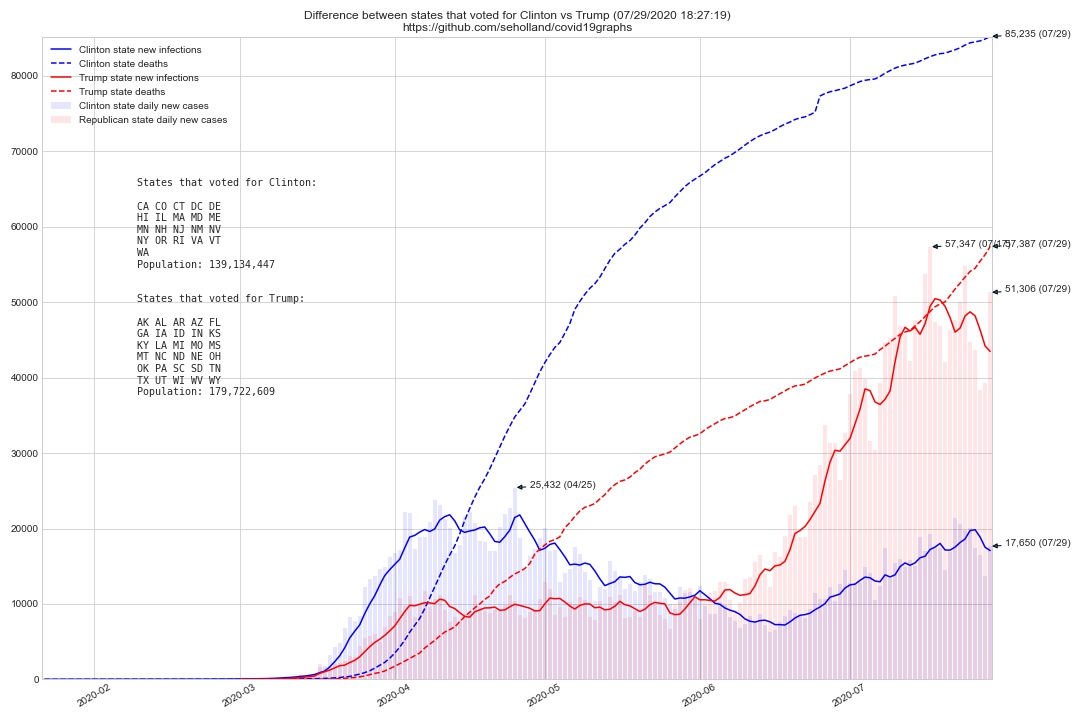 Difference between states that voted for Clinton vs Trump (07/29/2020 18:27:19)
https://github.com/seholland/covid19graphs
Clinton state new infections
Clinton state deaths
Trump state new infections
Trump state deaths
Clinton state daily new cases
Republican state daily new cases
States that voted for Clinton:
CA CO CT DC DE
HI IL MA MD ME
MN NH NJ NM NV
NY OR RI VA VT
WA
Population: 139,134,447
States that voted for Trump:
AK AL AR AZ FL
GA IA ID IN KS
KY LA MI MO MS
MT NC ND NE OH
OK PA SC SD TN
TX UT WI WV WY
Population: 179,722,609
85,235 (07/29)
57,347 (07/17)
57,387 (07/29)
51,306 (07/29)
25,432 (04/25)
17,650 (07/29)
80000
70000
60000
50000
40000
30000
20000
10000
0
2020-02
2020-03
2020-04
2020-05
2020-06
2020-07